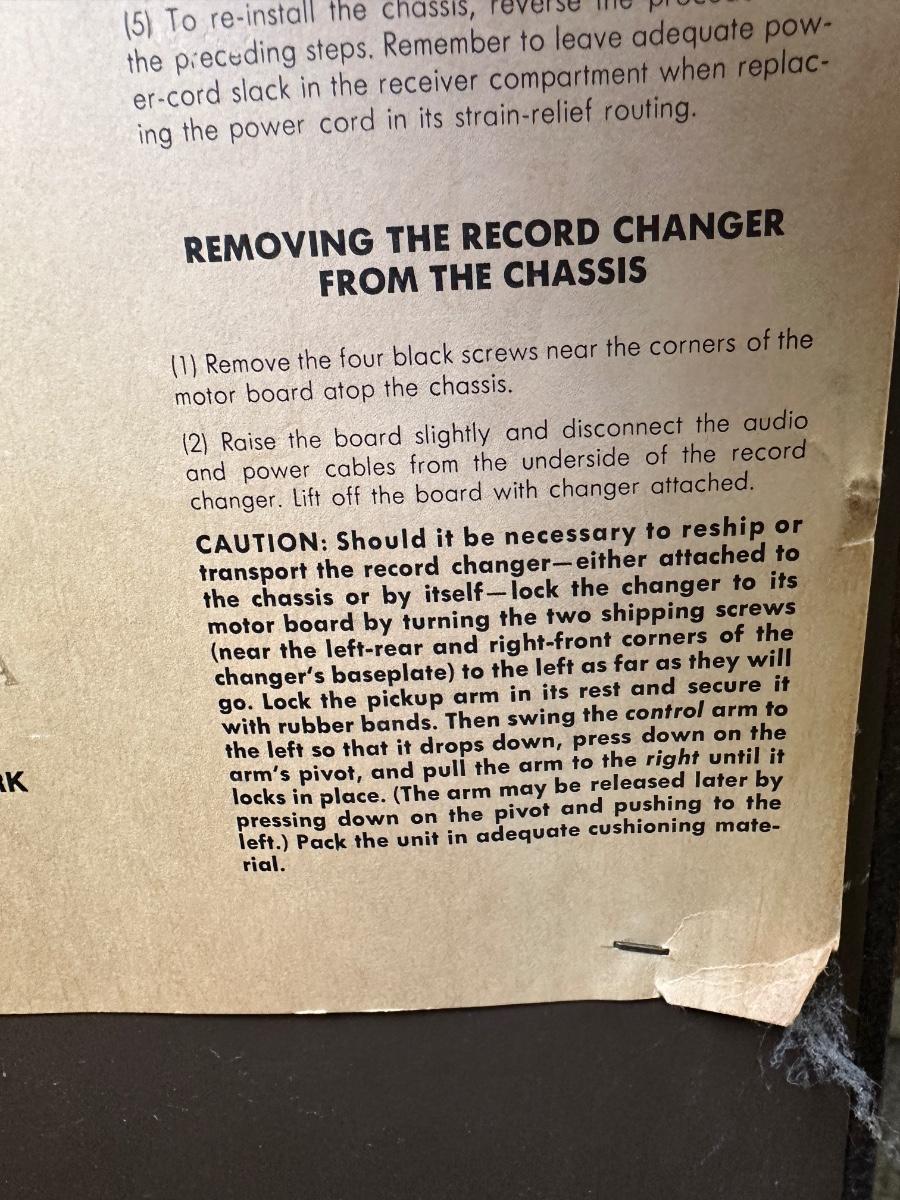 (5) To re-install the chassis, reverse the
the preceding steps. Remember to leave adequate pow-
er-cord slack in the receiver compartment when replac-
ing the power cord in its strain-relief routing.
REMOVING THE RECORD CHANGER
FROM THE CHASSIS
(1) Remove the four black screws near the corners of the
motor board atop the chassis.
(2) Raise the board slightly and disconnect the audio
and power cables from the underside of the record
changer. Lift off the board with changer attached.
CAUTION: Should it be necessary to reship or
transport the record changer—either attached to
the chassis or by itself—lock the changer to its
motor board by turning the two shipping screws
(near the left-rear and right-front corners of the
changer's baseplate) to the left as far as they will
go. Lock the pickup arm in its rest and secure it
with rubber bands. Then swing the control arm to
the left so that it drops down, press down on the
arm's pivot, and pull the arm to the right until it
locks in place. (The arm may be released later by
pressing down on the pivot and pushing to the
left.) Pack the unit in adequate cushioning mate-
rial.
A
RK